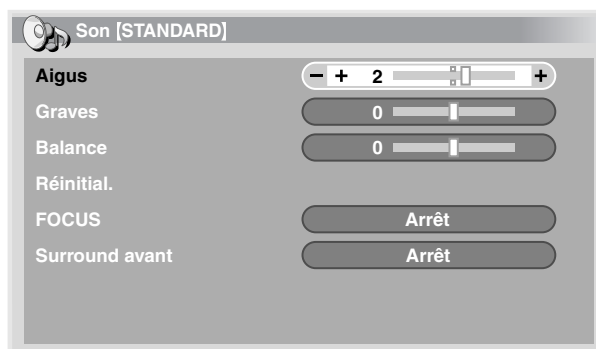 Son [STANDARD]
Aigus − + 2 +
Graves 0
Balance 0
Réinitial.
FOCUS Arrêt
Surround avant Arrêt